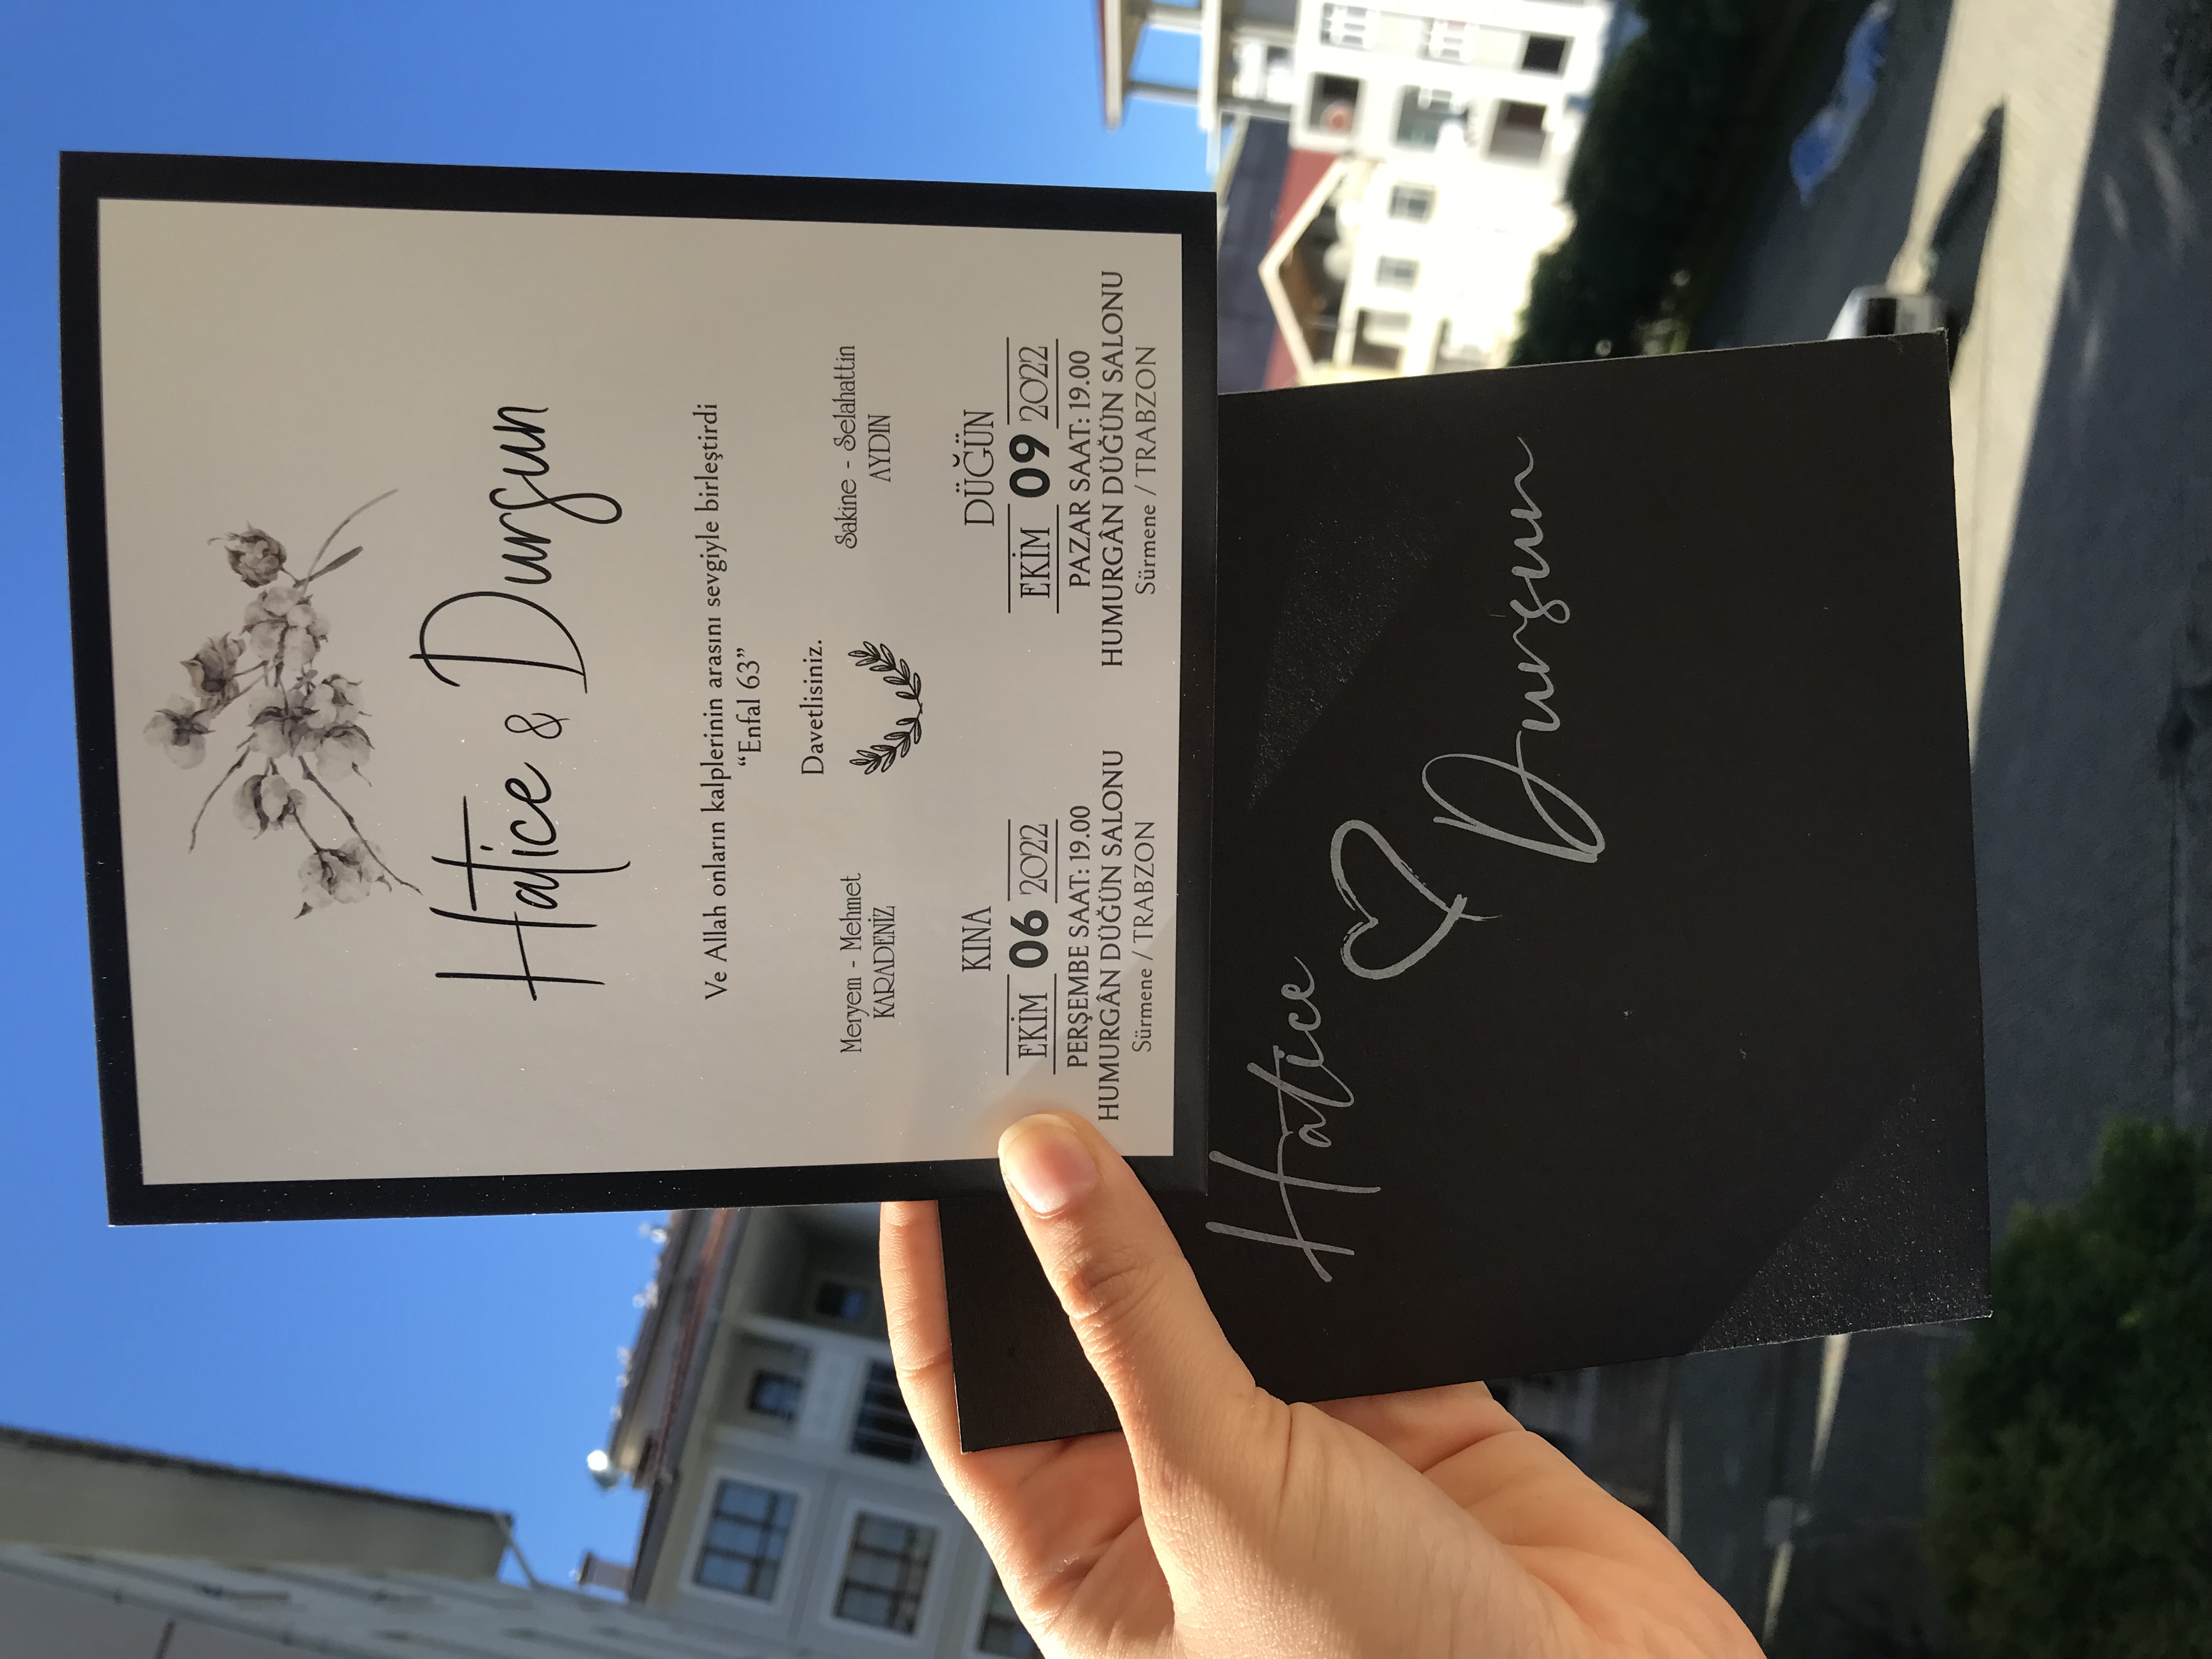 Hatice & Dursun
Ve Allah onların kalplerinin arasını sevgiyle birleştirdi
“Enfal 63”
Davetlisiniz.
Meryem - Mehmet
KARADENİZ
Sakine - Selahattin
AYDIN
KINA
EKİM 06 2022
PERŞEMBE SAAT: 19.00
HUMURGÂN DÜĞÜN SALONU
Sürmene / TRABZON
DÜĞÜN
EKİM 09 2022
PAZAR SAAT: 19.00
HUMURGÂN DÜĞÜN SALONU
Sürmene / TRABZON
Hatice
Dursun